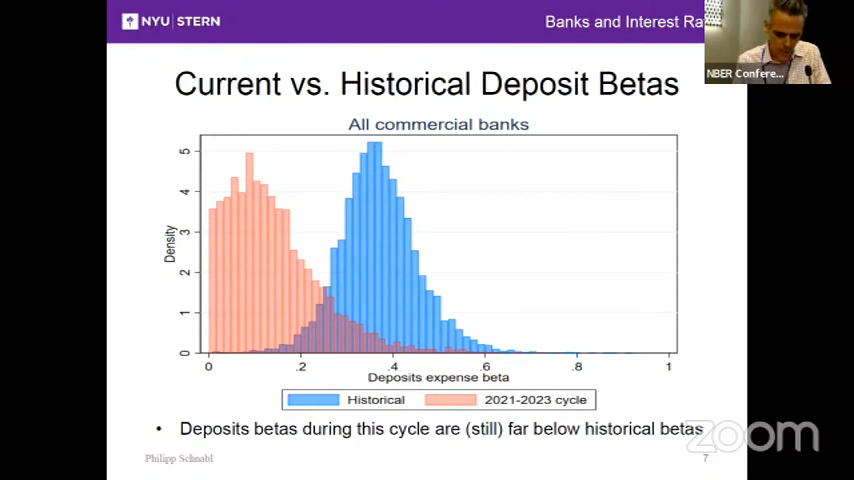 NYU STERN
Banks and Interest Ra
NBER Confere...
Current vs. Historical Deposit Betas
All commercial banks
Density
5
4
3
2
1
0
0 .2 .4 .6 .8 1
Deposits expense beta
Historical 2021-2023 cycle
• Deposits betas during this cycle are (still) far below historical betas
zoom
Philipp Schnabl 7